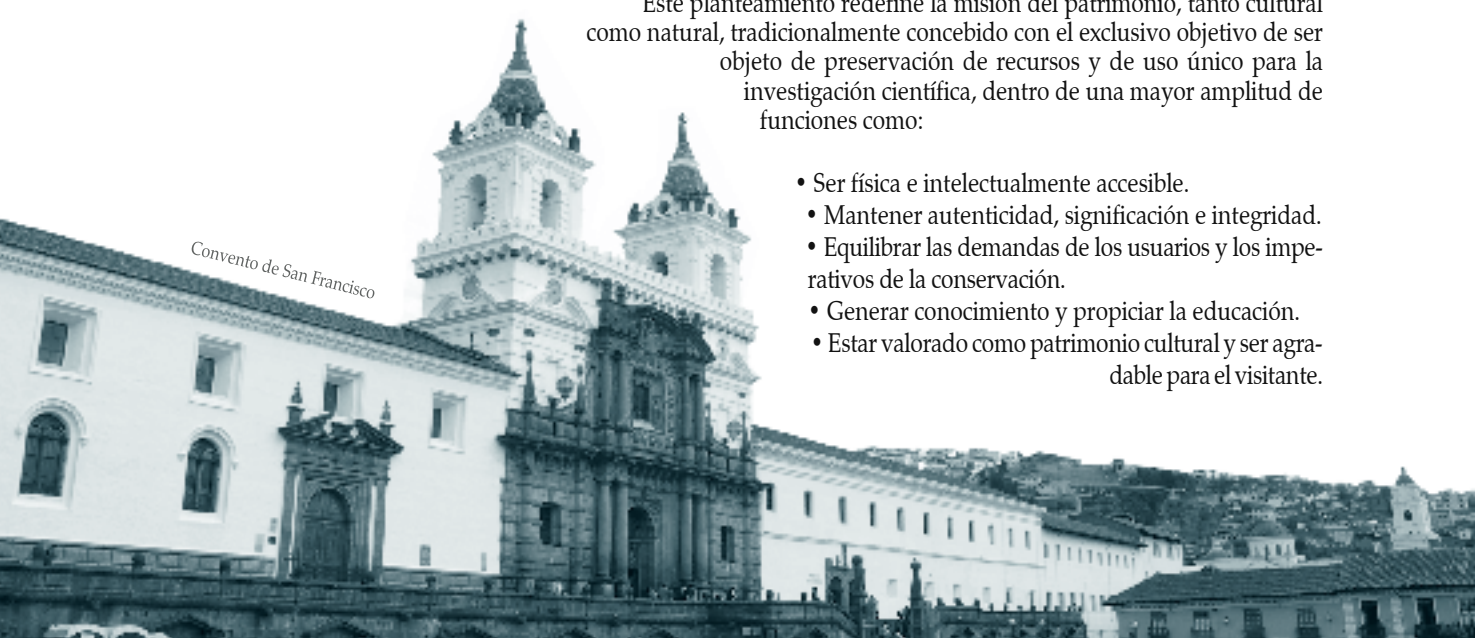 Este planteamiento redefine la misión del patrimonio, tanto cultural
como natural, tradicionalmente concebido con el exclusivo objetivo de ser
objeto de preservación de recursos y de uso único para la
investigación científica, dentro de una mayor amplitud de
funciones como:
• Ser física e intelectualmente accesible.
• Mantener autenticidad, significación e integridad.
• Equilibrar las demandas de los usuarios y los impe-
rativos de la conservación.
• Generar conocimiento y propiciar la educación.
• Estar valorado como patrimonio cultural y ser agra-
dable para el visitante.
Convento de San Francisco